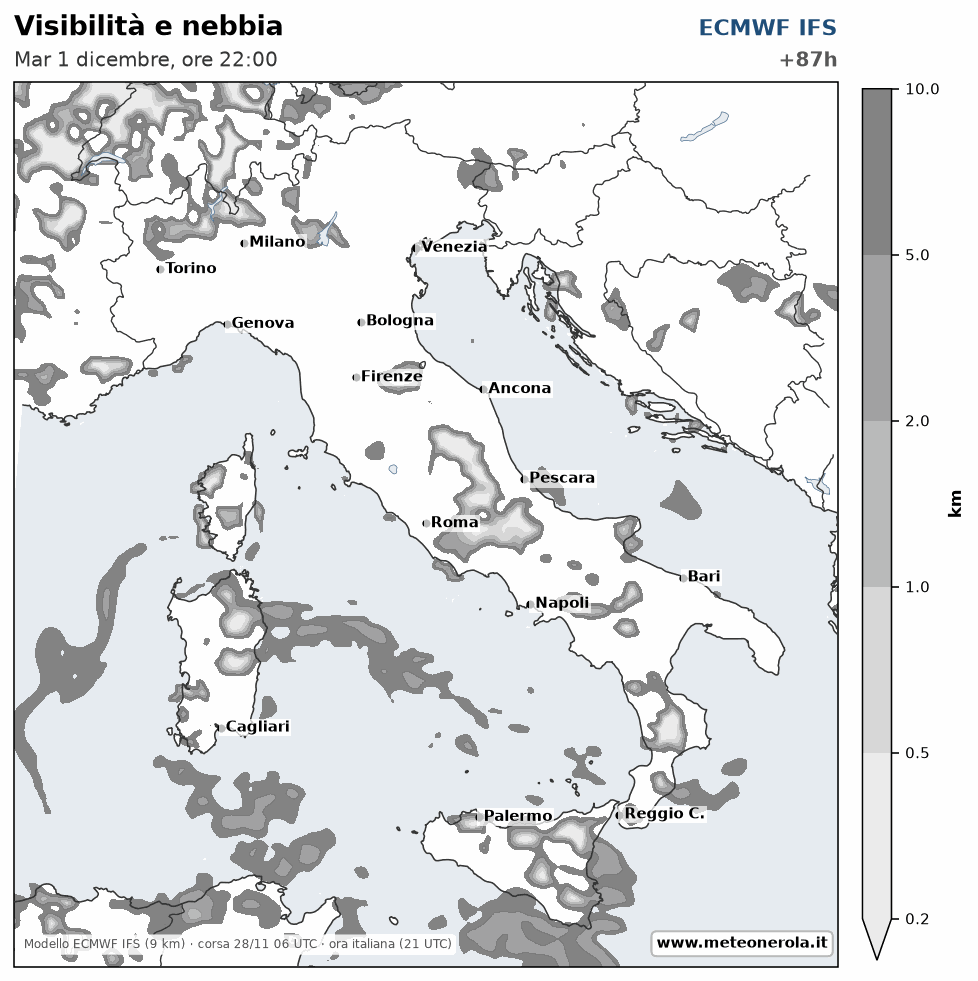 Visibilità e nebbia
ECMWF IFS
Mar 1 dicembre, ore 22:00
+87h
10.0
5.0
2.0
1.0
0.5
0.2
km
Milano
Venezia
Torino
Genova
Bologna
Firenze
Ancona
Pescara
Roma
Bari
Napoli
Cagliari
Palermo
Reggio C.
Modello ECMWF IFS (9 km) · corsa 28/11 06 UTC · ora italiana (21 UTC)
www.meteonerola.it